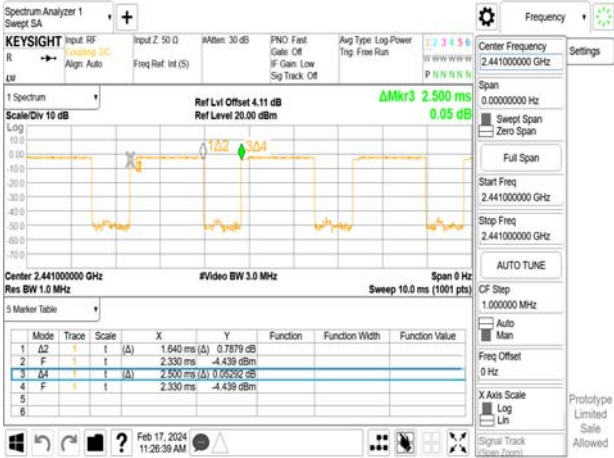 Spectrum Analyzer 1
Swept SA
+
Frequency
KEYSIGHT
Input: RF
Coupling: DC
Align: Auto
Input Z: 50 Ω
Freq Ref: Int (S)
#Atten: 30 dB
PNO: Fast
Gate: Off
IF Gain: Low
Sig Track: Off
Avg Type: Log-Power
Trig: Free Run
1 2 3 4 5 6
W W W W W W
P N N N N N
Center Frequency
2.441000000 GHz
Settings
1 Spectrum
Scale/Div 10 dB
Log
Ref Lvl Offset 4.11 dB
Ref Level 20.00 dBm
ΔMkr3 2.500 ms
0.05 dB
Span
0.00000000 Hz
Swept Span
Zero Span
Full Span
Start Freq
2.441000000 GHz
Stop Freq
2.441000000 GHz
AUTO TUNE
CF Step
1.000000 MHz
Auto
Man
Freq Offset
0 Hz
X Axis Scale
Log
Lin
Signal Track
(Span Zoom)
10.0
0.00
-10.0
-20.0
-30.0
-40.0
-50.0
-60.0
-70.0
1Δ2
3Δ4
Center 2.441000000 GHz
Res BW 1.0 MHz
#Video BW 3.0 MHz
Span 0 Hz
Sweep 10.0 ms (1001 pts)
5 Marker Table
Mode Trace Scale X Y Function Function Width Function Value
1 Δ2 1 t (Δ) 1.640 ms (Δ) 0.7879 dB
2 F 1 t 2.330 ms -4.439 dBm
3 Δ4 1 t (Δ) 2.500 ms (Δ) 0.05292 dB
4 F 1 t 2.330 ms -4.439 dBm
5
6
Feb 17, 2024
11:26:39 AM
Prototype
Limited
Sale
Allowed